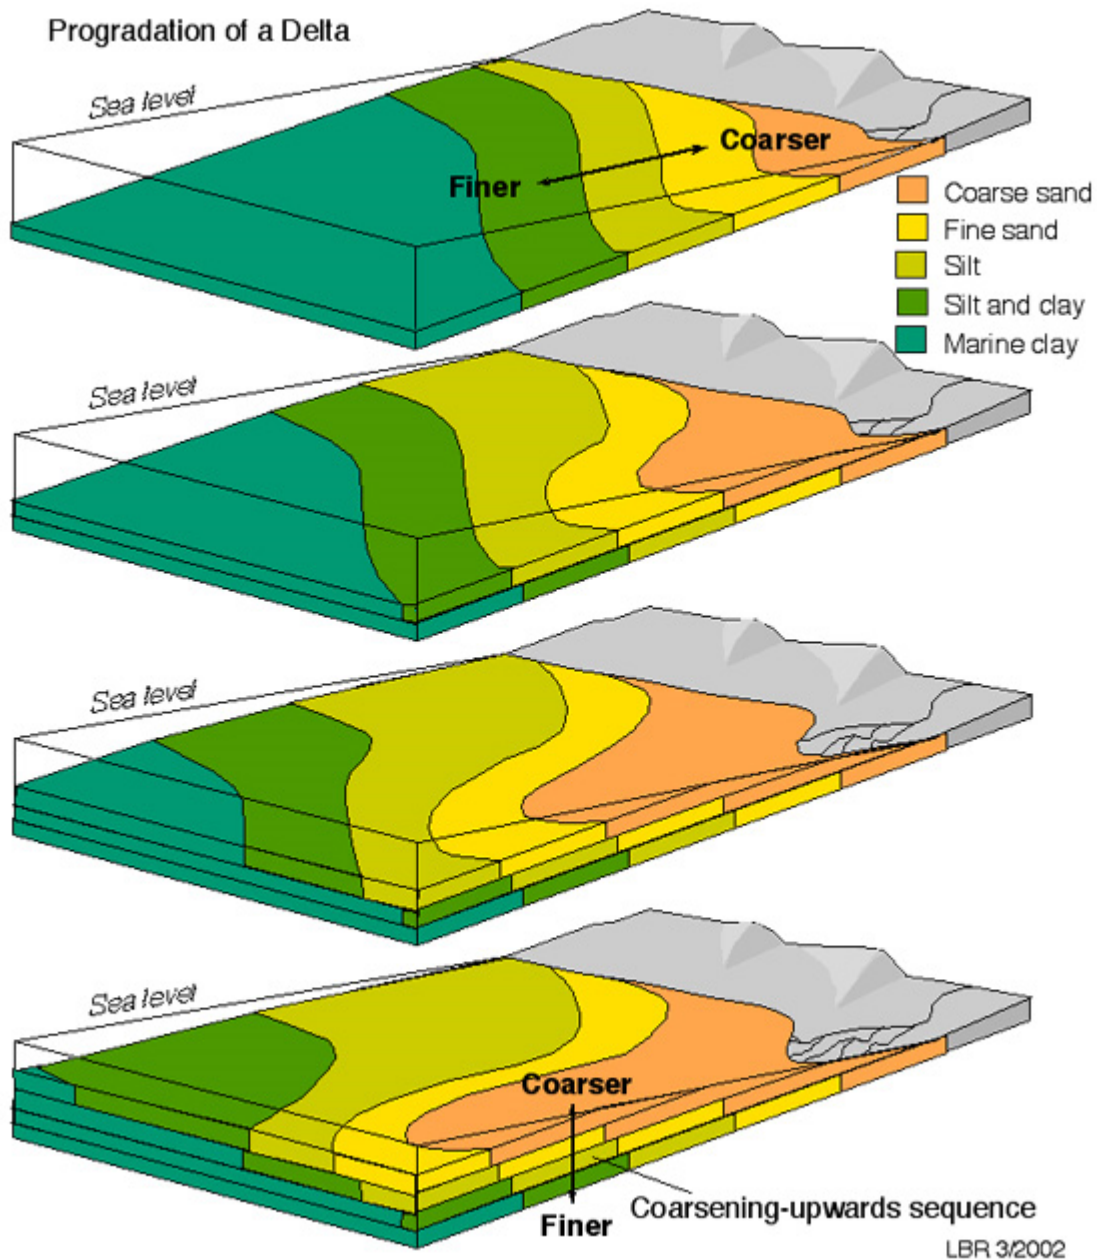 Progradation of a Delta
Sea level
Coarser
Finer
Coarse sand
Fine sand
Silt
Silt and clay
Marine clay
Sea level
Sea level
Sea level
Coarser
Coarsening-upwards sequence
Finer
LBR 3/2002